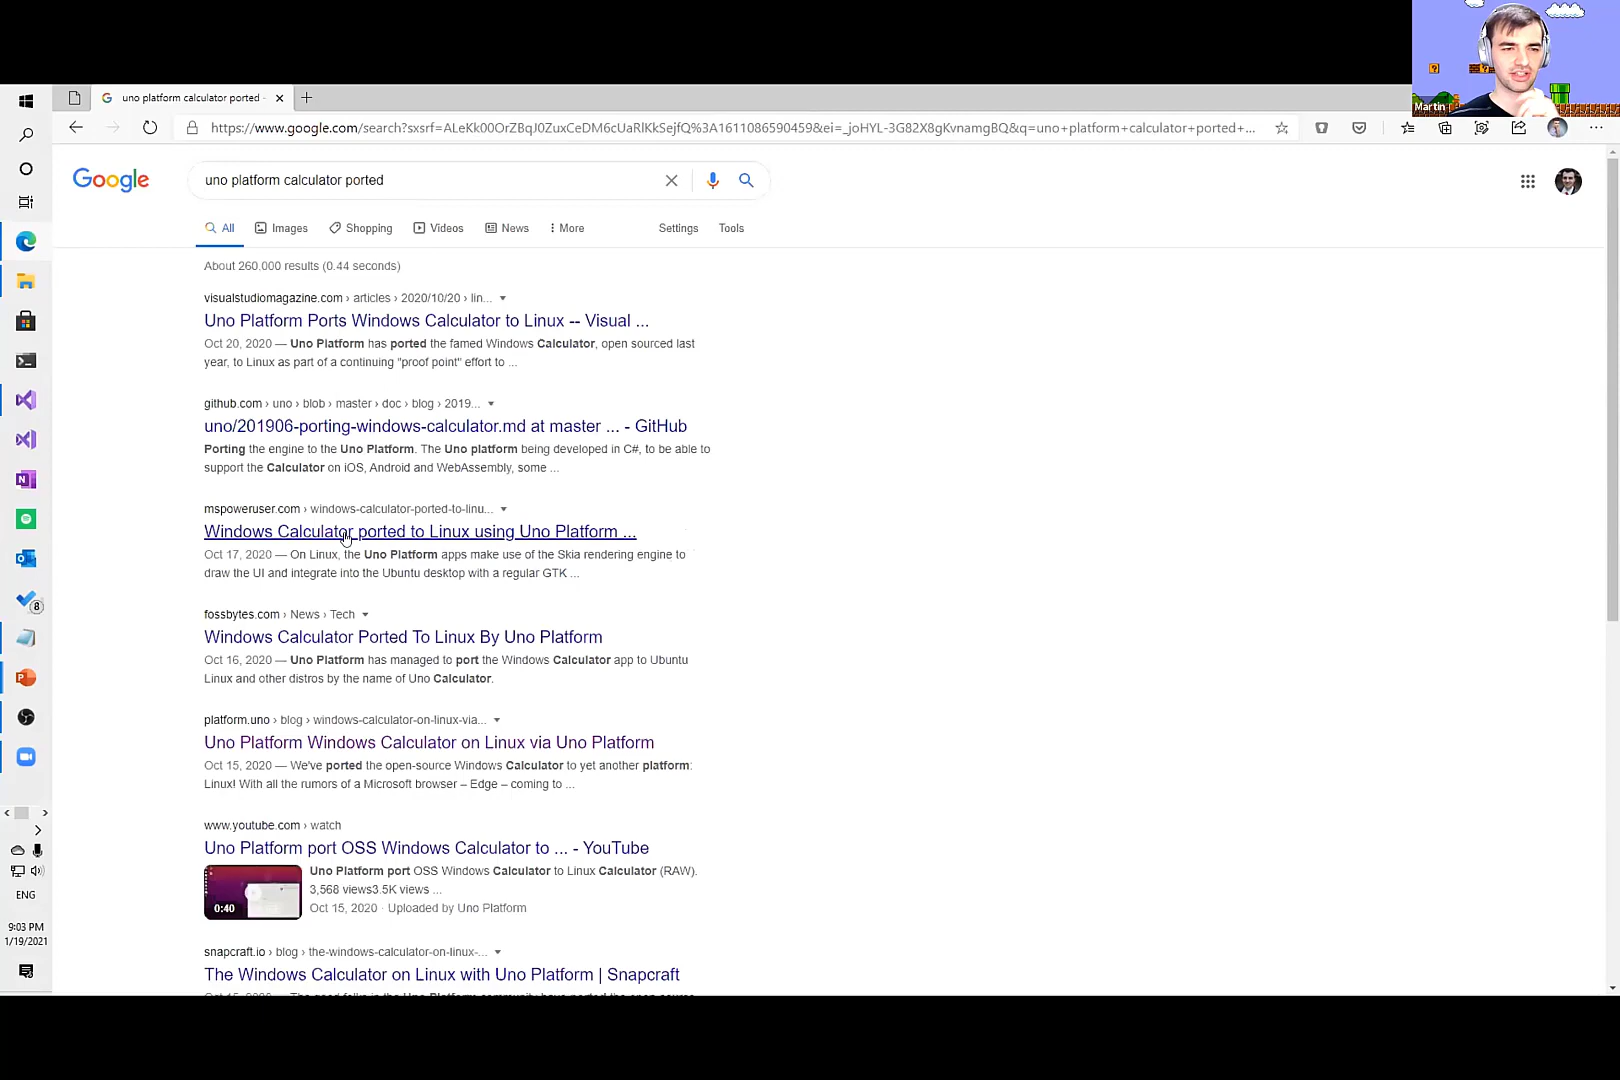 Martin
uno platform calculator ported -
https://www.google.com/search?sxsrf=ALeKk00OrZBqJ0ZuxCeDM6cUaRlKkSejfQ%3A1611086590459&ei=_joHYL-3G82X8gKvnamgBQ&q=uno+platform+calculator+ported+...
Google
uno platform calculator ported
All Images Shopping Videos News More Settings Tools
About 260,000 results (0.44 seconds)
visualstudiomagazine.com › articles › 2020/10/20 › lin...
Uno Platform Ports Windows Calculator to Linux -- Visual ...
Oct 20, 2020 — Uno Platform has ported the famed Windows Calculator, open sourced last
year, to Linux as part of a continuing "proof point" effort to ...
github.com › uno › blob › master › doc › blog › 2019...
uno/201906-porting-windows-calculator.md at master ... - GitHub
Porting the engine to the Uno Platform. The Uno platform being developed in C#, to be able to
support the Calculator on iOS, Android and WebAssembly, some ...
mspoweruser.com › windows-calculator-ported-to-linu...
Windows Calculator ported to Linux using Uno Platform ...
Oct 17, 2020 — On Linux, the Uno Platform apps make use of the Skia rendering engine to
draw the UI and integrate into the Ubuntu desktop with a regular GTK ...
fossbytes.com › News › Tech
Windows Calculator Ported To Linux By Uno Platform
Oct 16, 2020 — Uno Platform has managed to port the Windows Calculator app to Ubuntu
Linux and other distros by the name of Uno Calculator.
platform.uno › blog › windows-calculator-on-linux-via...
Uno Platform Windows Calculator on Linux via Uno Platform
Oct 15, 2020 — We've ported the open-source Windows Calculator to yet another platform:
Linux! With all the rumors of a Microsoft browser – Edge – coming to ...
www.youtube.com › watch
Uno Platform port OSS Windows Calculator to ... - YouTube
Uno Platform port OSS Windows Calculator to Linux Calculator (RAW).
3,568 views3.5K views ...
0:40
Oct 15, 2020 · Uploaded by Uno Platform
snapcraft.io › blog › the-windows-calculator-on-linux-...
The Windows Calculator on Linux with Uno Platform | Snapcraft
8
ENG
9:03 PM
1/19/2021